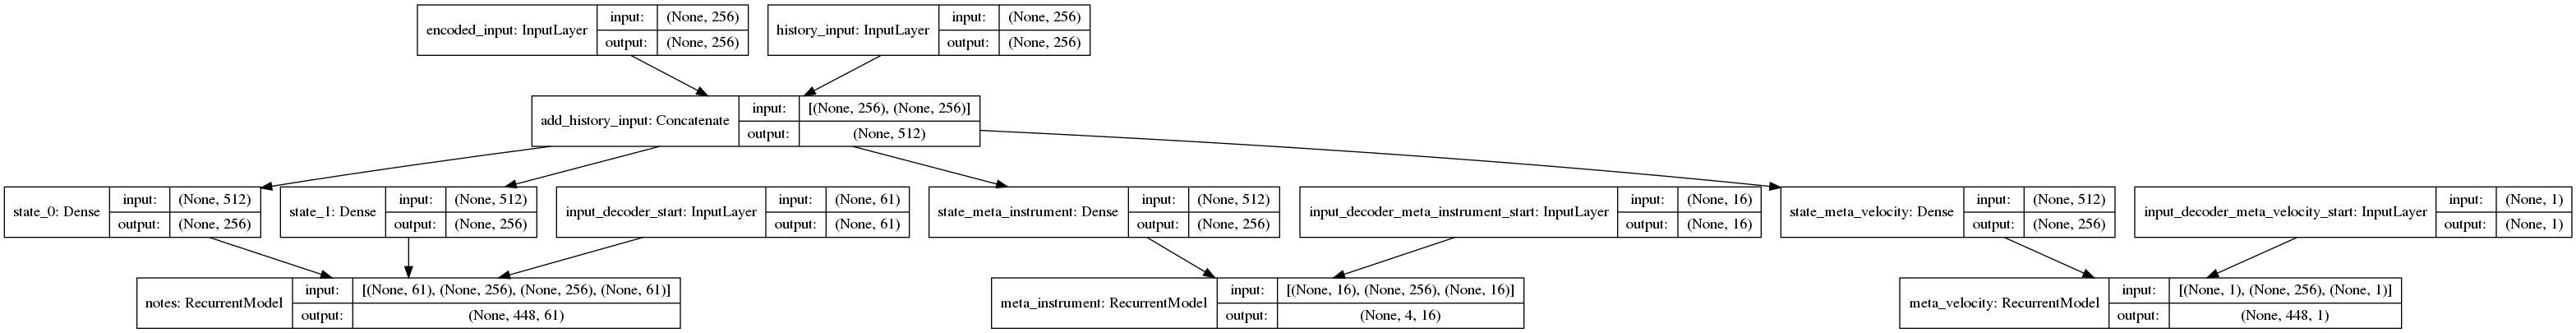 encoded_input: InputLayer
input: (None, 256)
output: (None, 256)
history_input: InputLayer
input: (None, 256)
output: (None, 256)
add_history_input: Concatenate
input: [(None, 256), (None, 256)]
output: (None, 512)
state_0: Dense
input: (None, 512)
output: (None, 256)
state_1: Dense
input: (None, 512)
output: (None, 256)
input_decoder_start: InputLayer
input: (None, 61)
output: (None, 61)
state_meta_instrument: Dense
input: (None, 512)
output: (None, 256)
input_decoder_meta_instrument_start: InputLayer
input: (None, 16)
output: (None, 16)
state_meta_velocity: Dense
input: (None, 512)
output: (None, 256)
input_decoder_meta_velocity_start: InputLayer
input: (None, 1)
output: (None, 1)
notes: RecurrentModel
input: [(None, 61), (None, 256), (None, 256), (None, 61)]
output: (None, 448, 61)
meta_instrument: RecurrentModel
input: [(None, 16), (None, 256), (None, 16)]
output: (None, 4, 16)
meta_velocity: RecurrentModel
input: [(None, 1), (None, 256), (None, 1)]
output: (None, 448, 1)